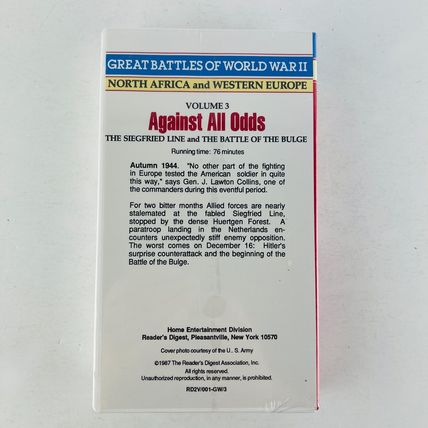 GREAT BATTLES OF WORLD WAR II
NORTH AFRICA and WESTERN EUROPE
VOLUME 3
Against All Odds
THE SIEGFRIED LINE and THE BATTLE OF THE BULGE
Running time: 76 minutes
Autumn 1944. "No other part of the fighting
in Europe tested the American soldier in quite
this way," says Gen. J. Lawton Collins, one of
the commanders during this eventful period.
For two bitter months Allied forces are nearly
stalemated at the fabled Siegfried Line,
stopped by the dense Huertgen Forest. A
paratroop landing in the Netherlands en-
counters unexpectedly stiff enemy opposition.
The worst comes on December 16: Hitler's
surprise counterattack and the beginning of the
Battle of the Bulge.
Home Entertainment Division
Reader's Digest, Pleasantville, New York 10570
Cover photo courtesy of the U. S. Army
©1987 The Reader's Digest Association, Inc.
All rights reserved.
Unauthorized reproduction, in any manner, is prohibited.
RD2V/001-GW/3